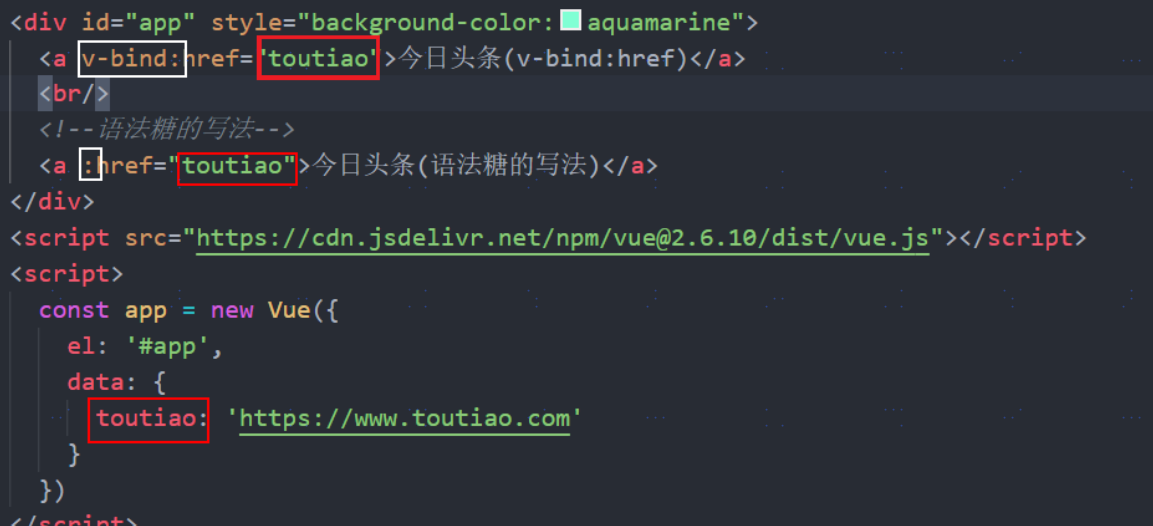 <div id="app" style="background-color: aquamarine">
<a v-bind:href="toutiao">今日头条(v-bind:href)</a>
<br/>
<!--语法糖的写法-->
<a :href="toutiao">今日头条(语法糖的写法)</a>
</div>
<script src="https://cdn.jsdelivr.net/npm/vue@2.6.10/dist/vue.js"></script>
<script>
const app = new Vue({
el: '#app',
data: {
toutiao: 'https://www.toutiao.com'
}
})
</script>